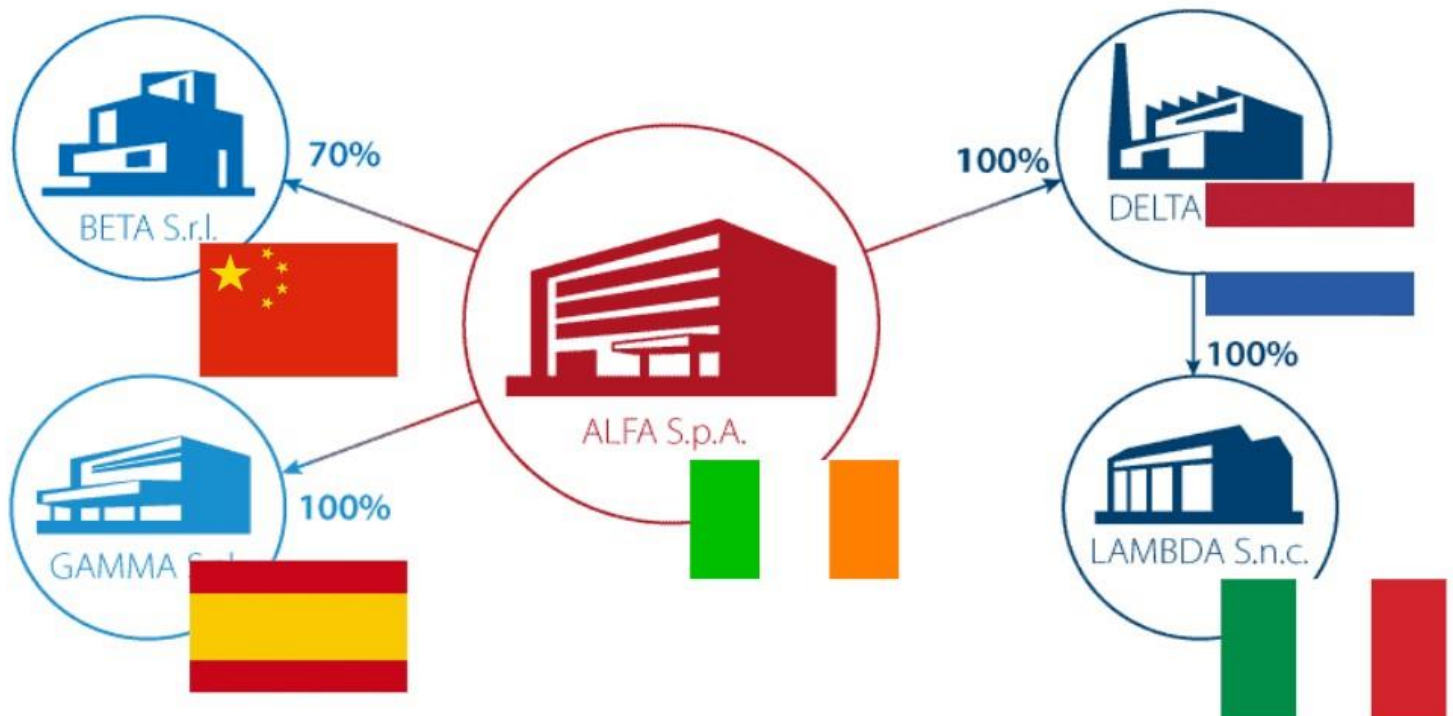 70%
BETA S.r.l.
100%
DELTA
ALFA S.p.A.
100%
100%
GAMMA
LAMBDA S.n.c.